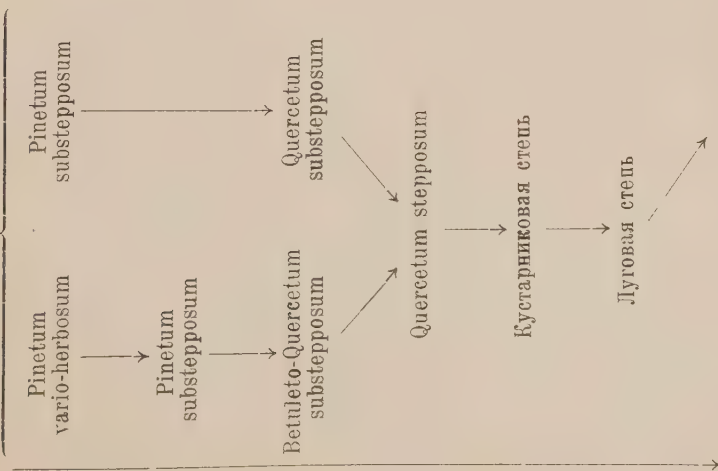 Pinetum
substepposum
Quercetum
substepposum
Pinetum
vario-herbosum
Pinetum
substepposum
Betuleto-Quercetum
substepposum
Quercetum stepposum
Кустарниковая степь
Луговая степь